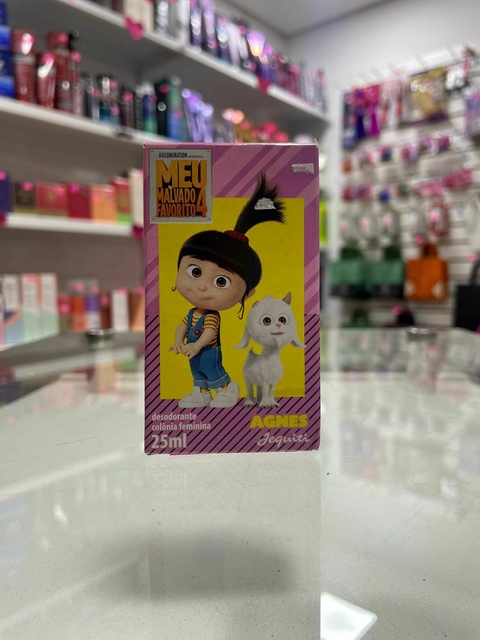 ILLUMINATION
MEU
MALVADO
FAVORITO 4
desodorante
colônia feminina
25ml
AGNES
Jequiti